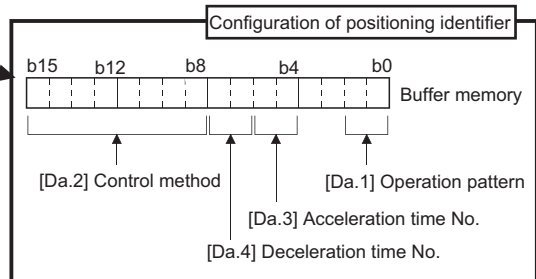 Configuration of positioning identifier
b15 b12 b8 b4 b0
Buffer memory
[Da.2] Control method
[Da.1] Operation pattern
[Da.3] Acceleration time No.
[Da.4] Deceleration time No.